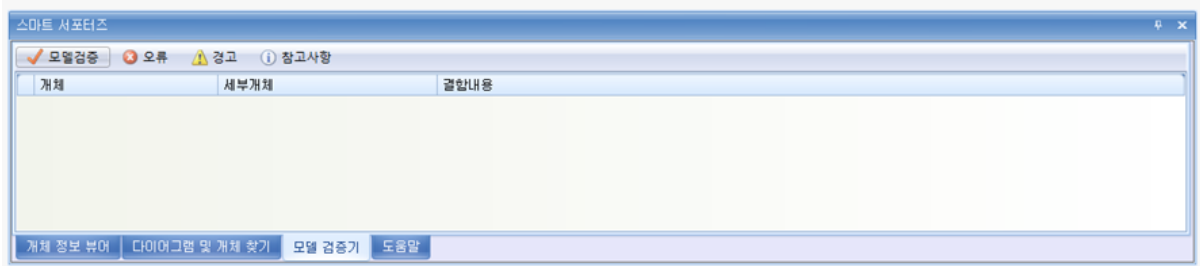 스마트 서포터즈
모델검증 오류 경고 참고사항
개체 세부개체 결함내용
개체 정보 뷰어 다이어그램 및 개체 찾기 모델 검증기 도움말